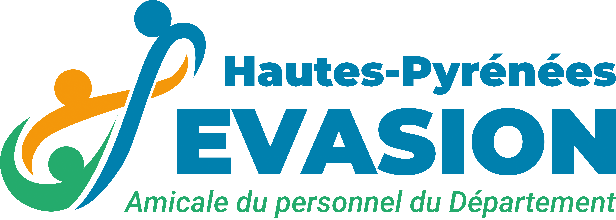 Hautes-Pyrénées
EVASION
Amicale du personnel du Département